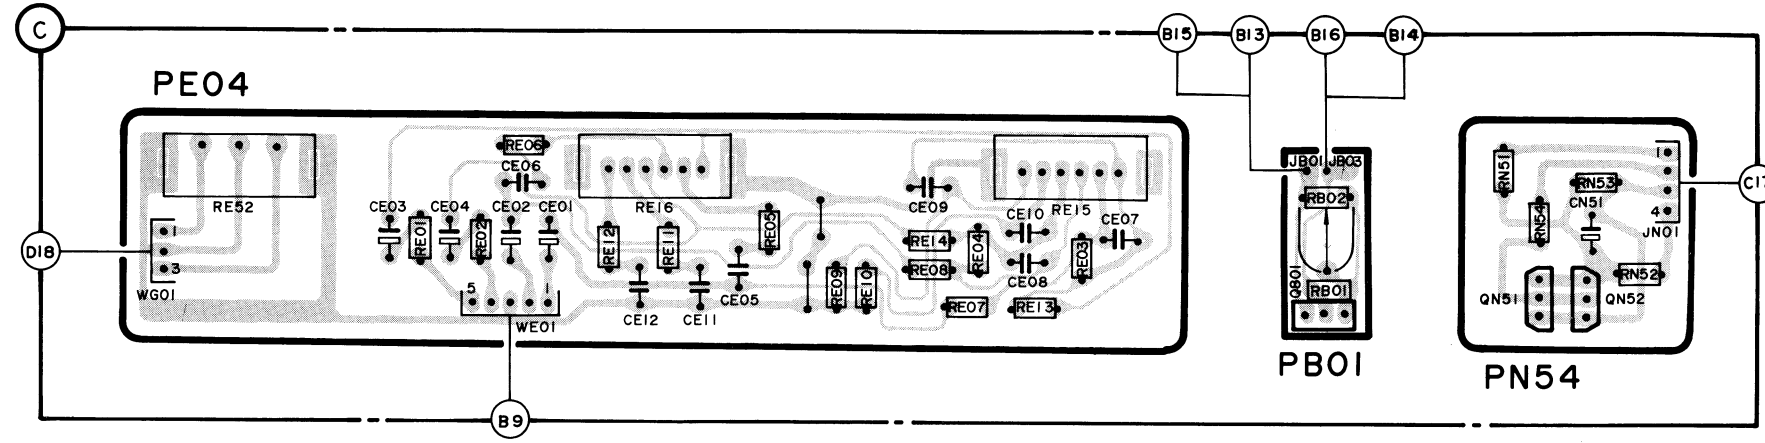 C
B15 B13 B16 B14
PE04
RE06
CE06
RE52
RE16
CE09
RE15
CE03 CE04 CE02 CE01
RE01
RE02
RE12
RE11
RE05
CE10
CE07
RE14
RE04
RE03
RE08
CE08
D18
1
3
WG01
5 1
WE01
CE12 CE11
CE05
RE09
RE10
RE07
RE13
B9
JB01 JB03
RB02
QB01
RB01
PB01
RN51
RN53
1
4
CN51
RN54
JN01
RN52
QN51
QN52
PN54
C17